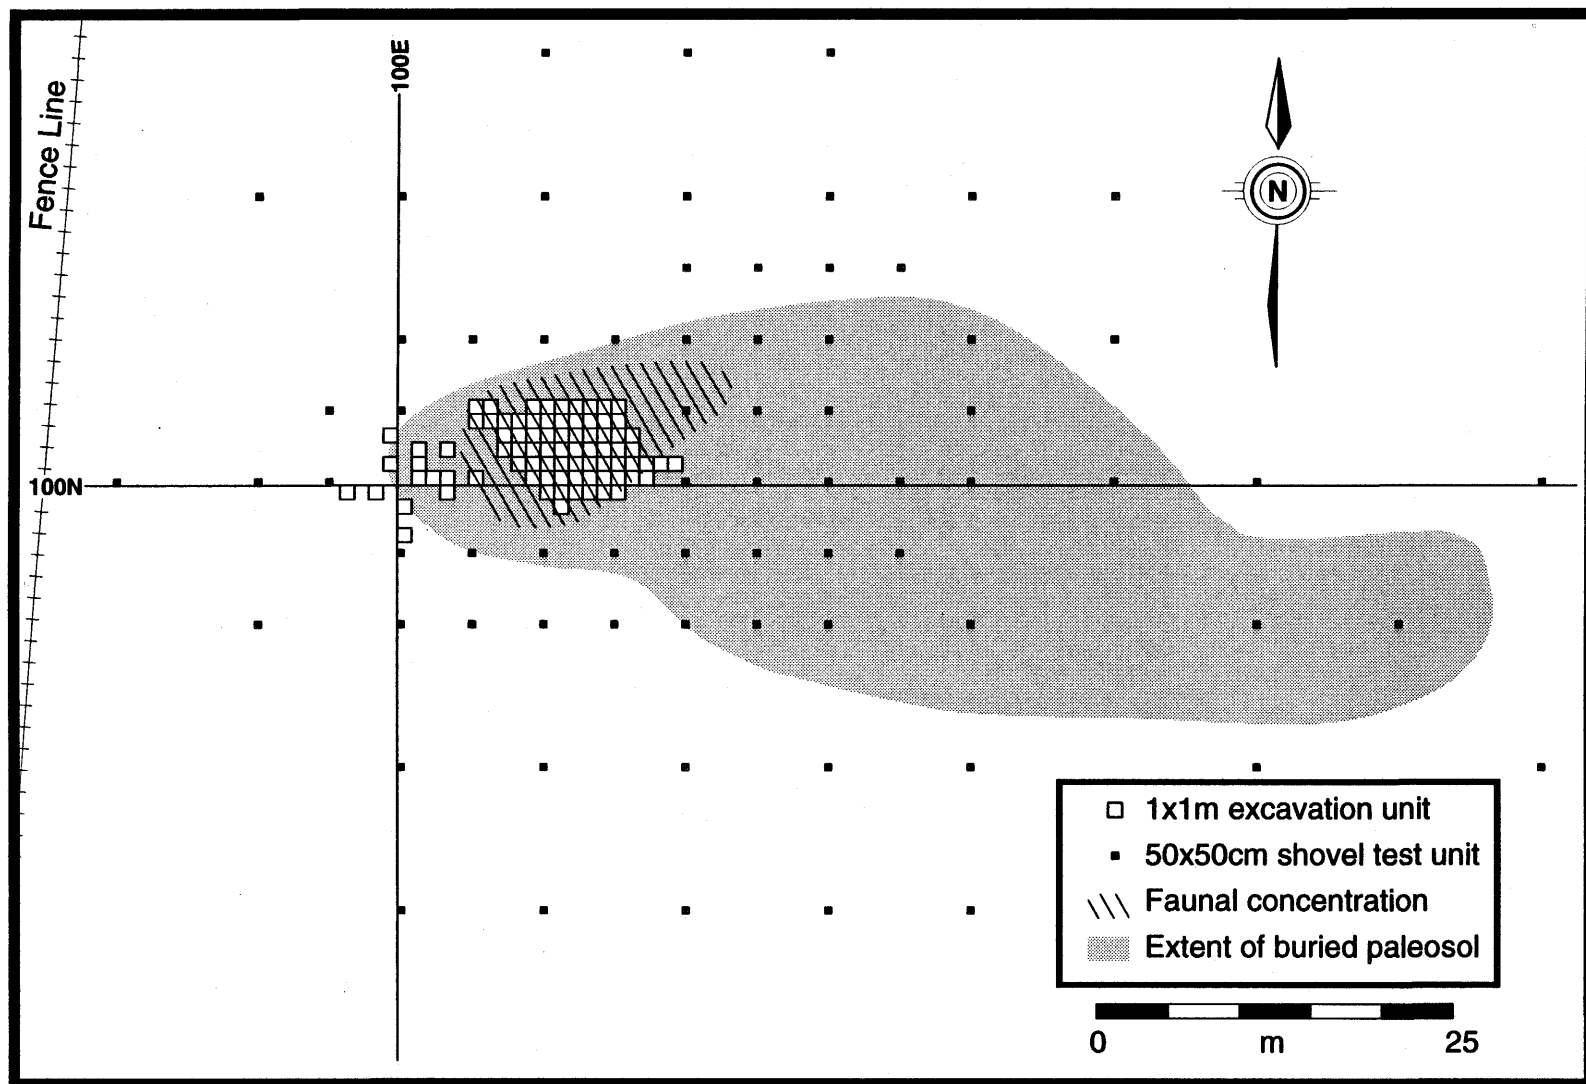 100E
Fence Line
N
100N
1x1m excavation unit
50x50cm shovel test unit
Faunal concentration
Extent of buried paleosol
0 m 25